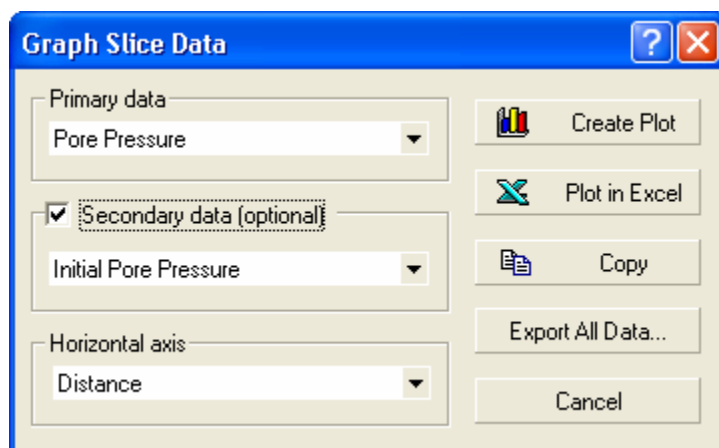 Graph Slice Data
?
Primary data
Pore Pressure
Secondary data (optional)
Initial Pore Pressure
Horizontal axis
Distance
Create Plot
Plot in Excel
Copy
Export All Data...
Cancel